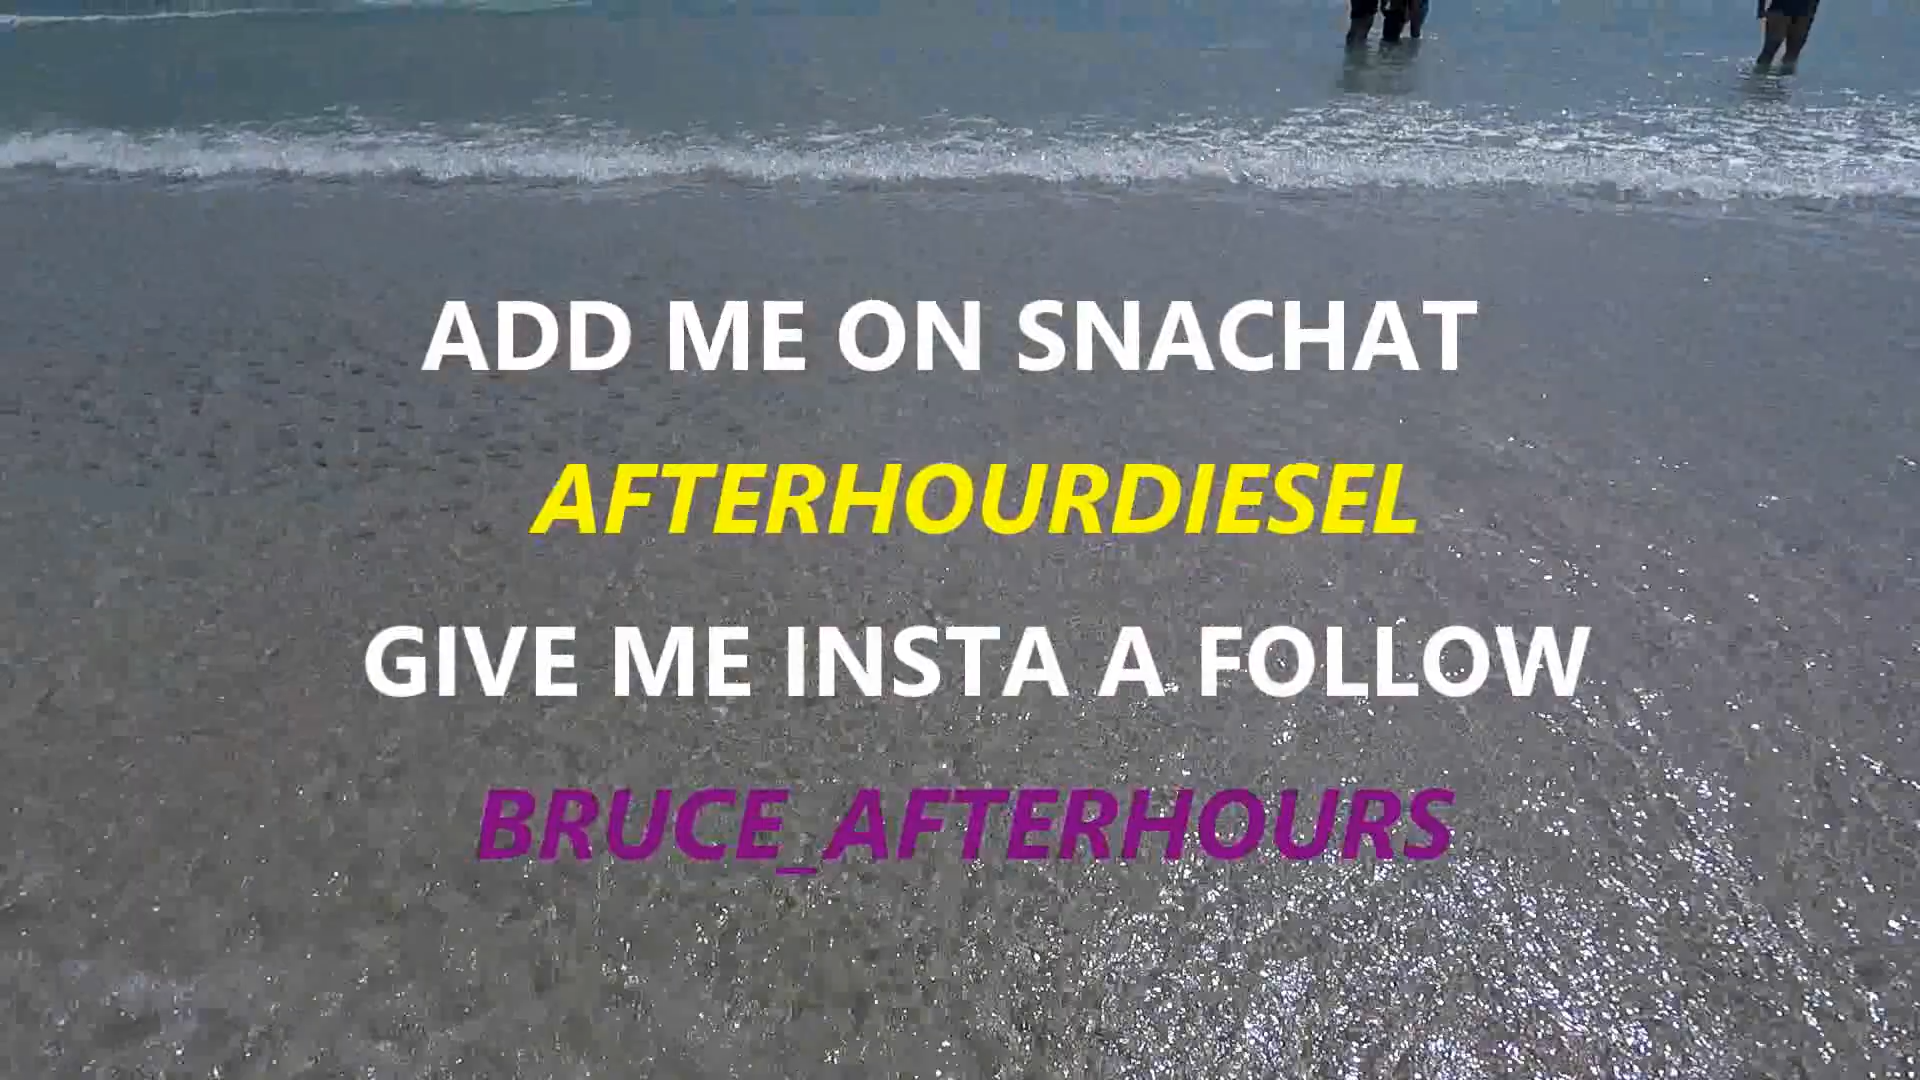 ADD ME ON SNACHAT
AFTERHOURDIESEL
GIVE ME INSTA A FOLLOW
BRUCE_AFTERHOURS